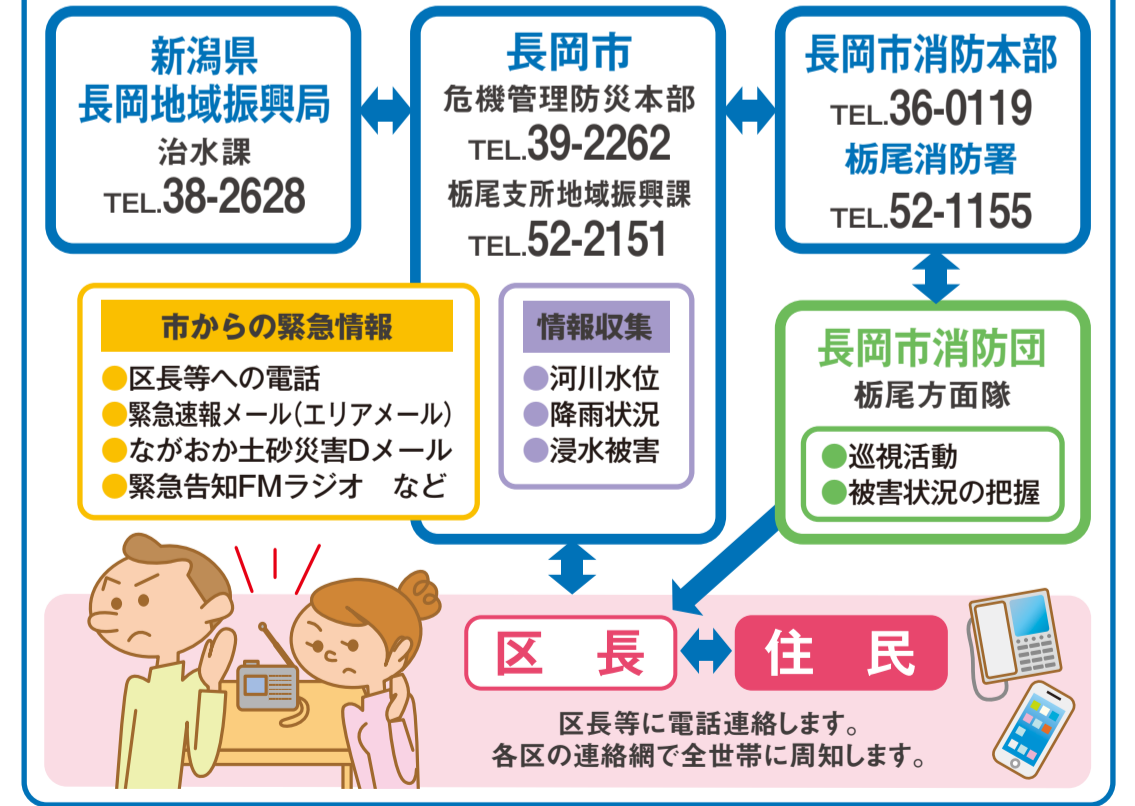 新潟県
長岡地域振興局
治水課
TEL.38-2628
長岡市
危機管理防災本部
TEL.39-2262
栃尾支所地域振興課
TEL.52-2151
長岡市消防本部
TEL.36-0119
栃尾消防署
TEL.52-1155
市からの緊急情報
●区長等への電話
●緊急速報メール(エリアメール)
●ながおか土砂災害Dメール
●緊急告知FMラジオ　など
情報収集
●河川水位
●降雨状況
●浸水被害
長岡市消防団
栃尾方面隊
●巡視活動
●被害状況の把握
区　長
住　民
区長等に電話連絡します。
各区の連絡網で全世帯に周知します。